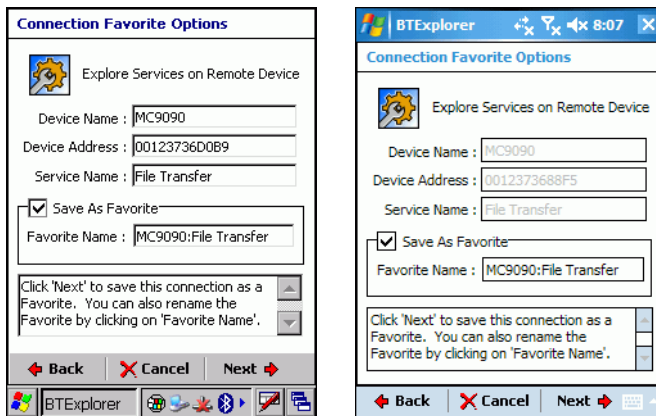 Connection Favorite Options
Explore Services on Remote Device
Device Name : MC9090
Device Address : 00123736D0B9
Service Name : File Transfer
Save As Favorite
Favorite Name : MC9090:File Transfer
Click 'Next' to save this connection as a
Favorite. You can also rename the
Favorite by clicking on 'Favorite Name'.
Back Cancel Next
BTExplorer
BTExplorer 8:07
Connection Favorite Options
Explore Services on Remote Device
Device Name : MC9090
Device Address : 0012373688F5
Service Name : File Transfer
Save As Favorite
Favorite Name : MC9090:File Transfer
Click 'Next' to save this connection as a
Favorite. You can also rename the
Favorite by clicking on 'Favorite Name'.
Back Cancel Next